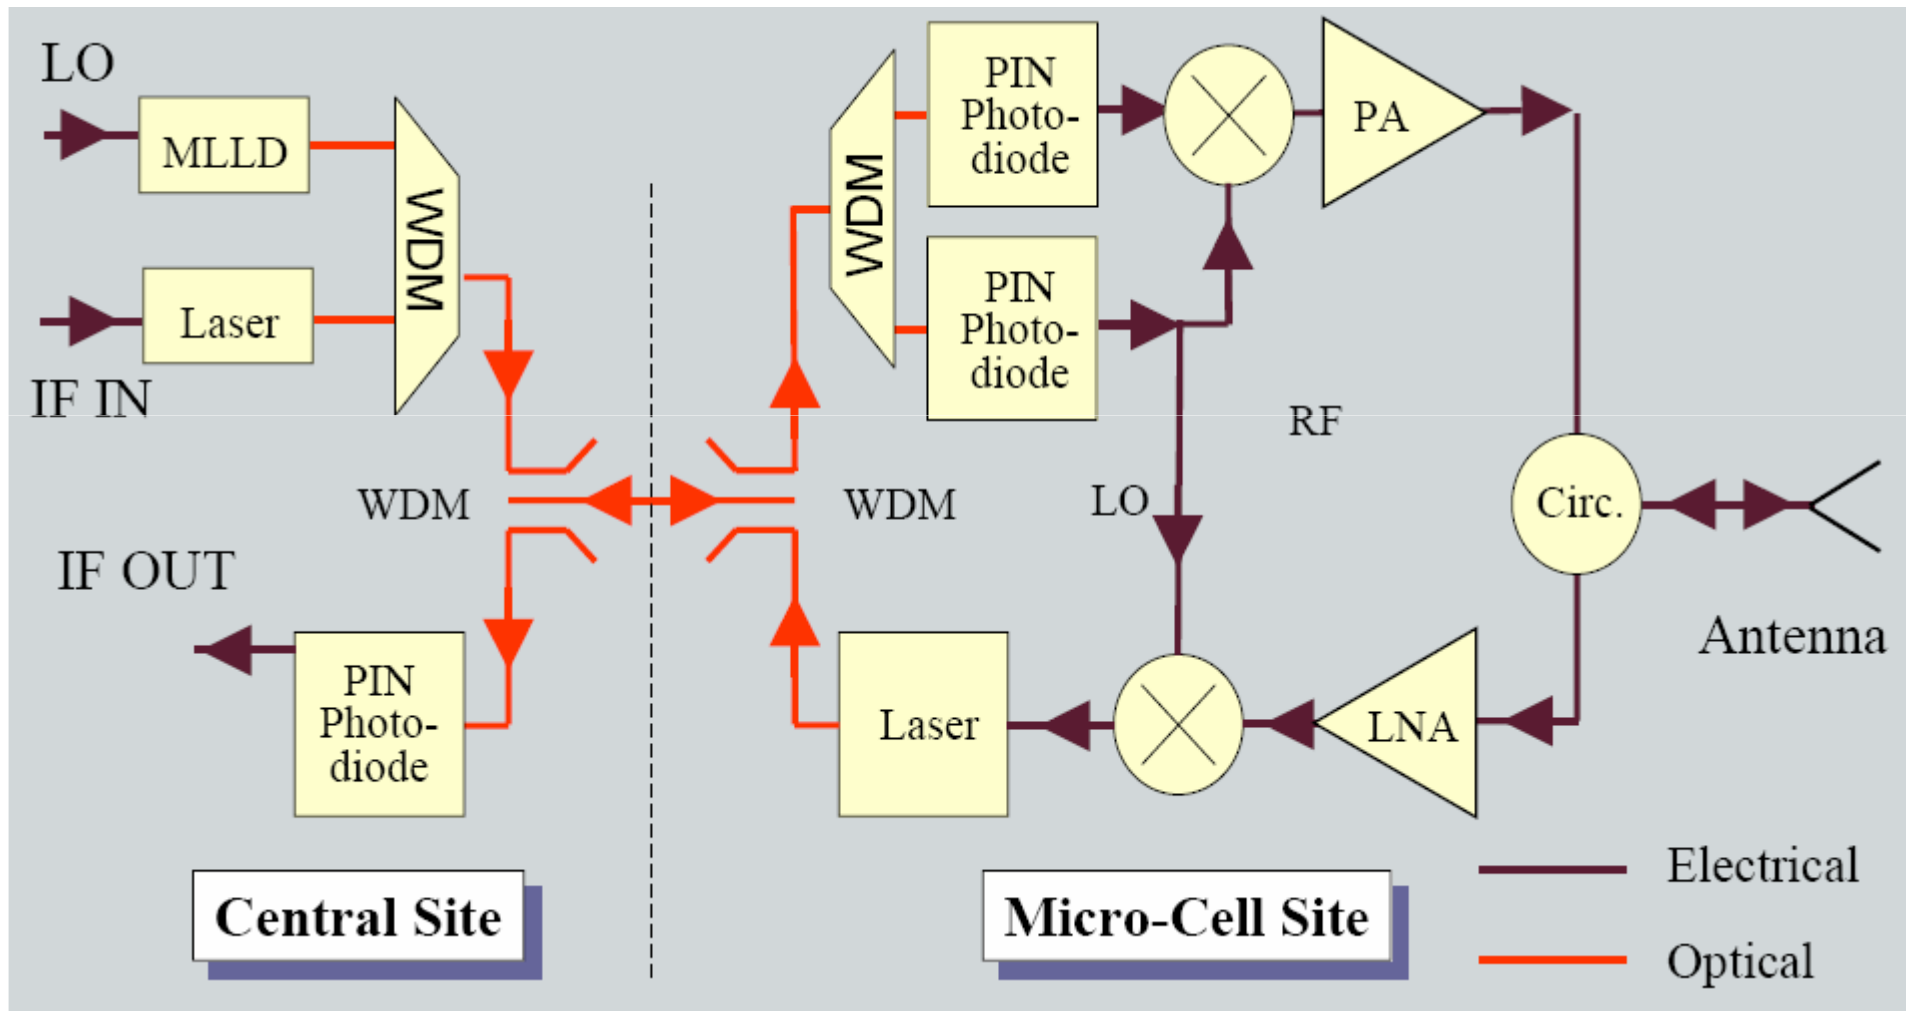 LO
MLLD
WDM
Laser
IF IN
WDM
IF OUT
PIN
Photo-
diode
Central Site
WDM
PIN
Photo-
diode
PIN
Photo-
diode
PA
RF
WDM
LO
Circ.
Antenna
Laser
LNA
Micro-Cell Site
Electrical
Optical